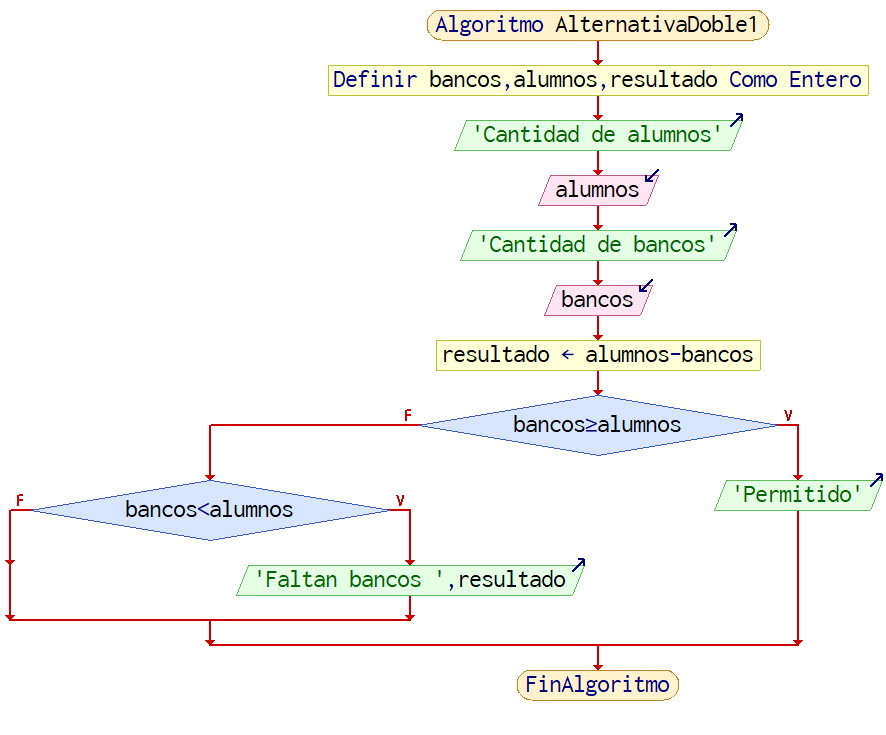 Algoritmo AlternativaDoble1
Definir bancos,alumnos,resultado Como Entero
'Cantidad de alumnos'
alumnos
'Cantidad de bancos'
bancos
resultado ← alumnos-bancos
F
V
bancos≥alumnos
F
V
'Permitido'
bancos<alumnos
'Faltan bancos ',resultado
FinAlgoritmo